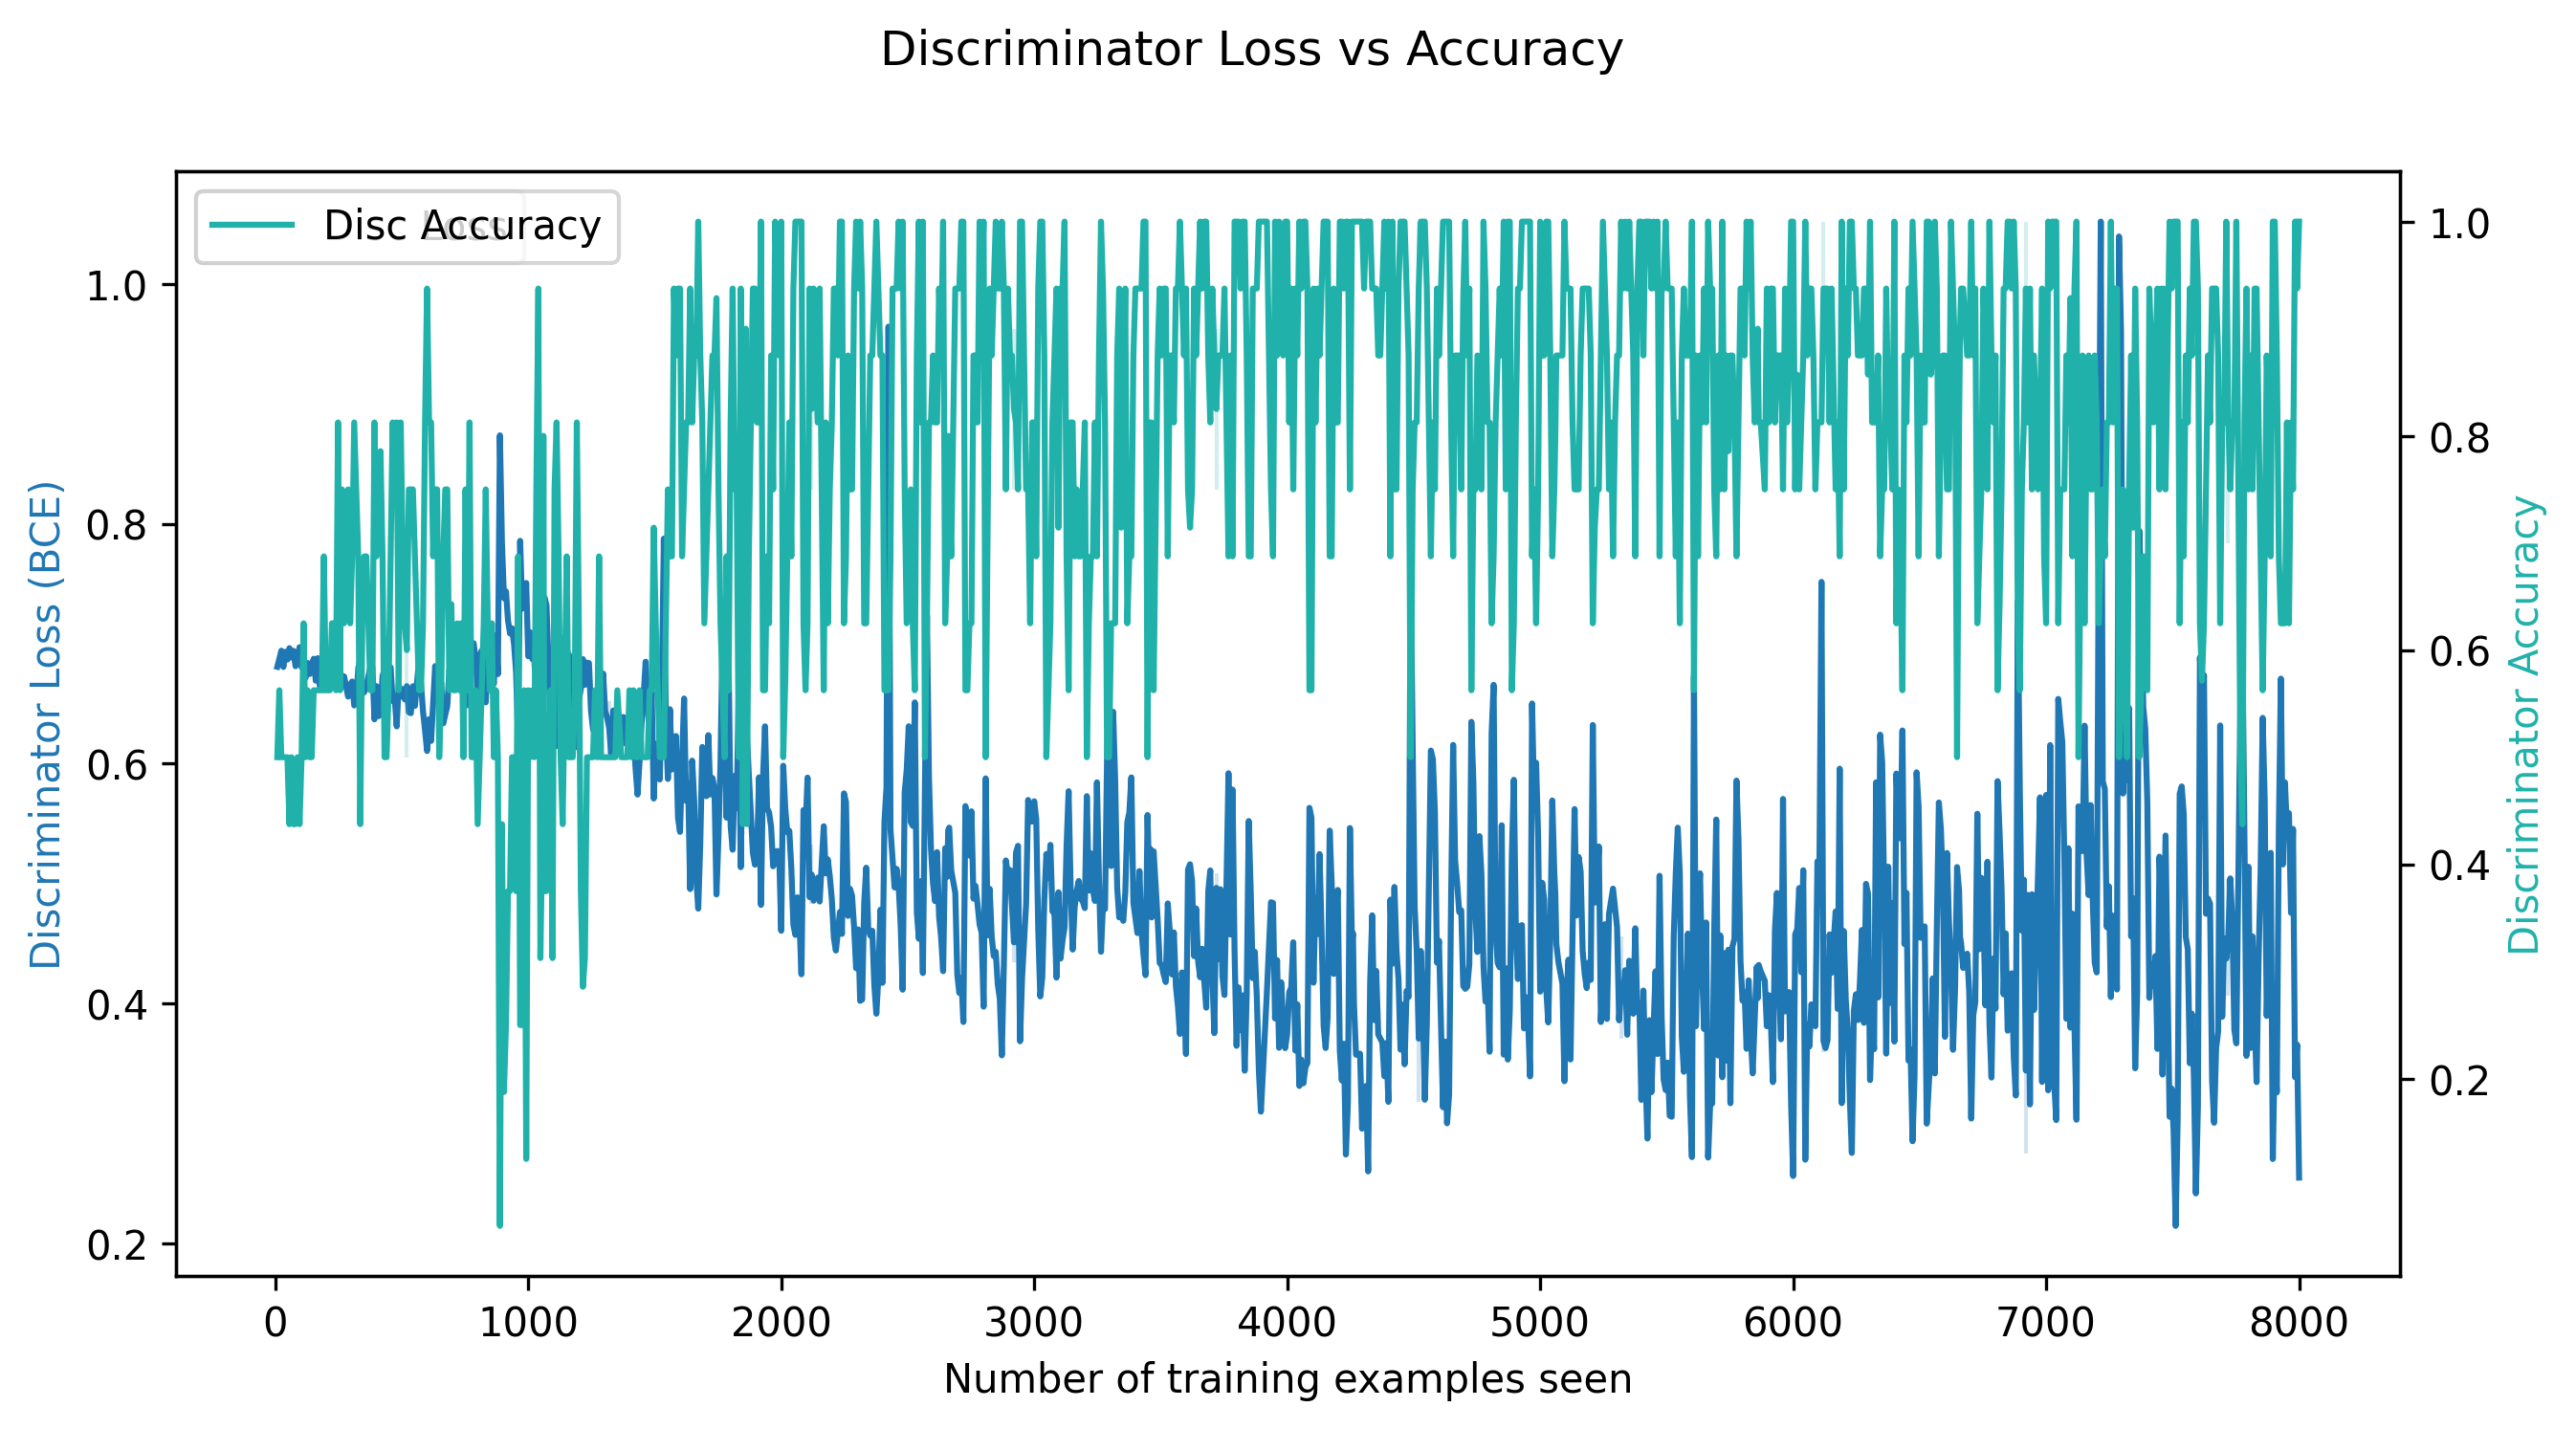 Discriminator Loss vs Accuracy
Disc Accuracy
Loss
1.0
0.8
0.6
0.4
0.2
Discriminator Loss (BCE)
1.0
0.8
0.6
0.4
0.2
Discriminator Accuracy
0 1000 2000 3000 4000 5000 6000 7000 8000
Number of training examples seen